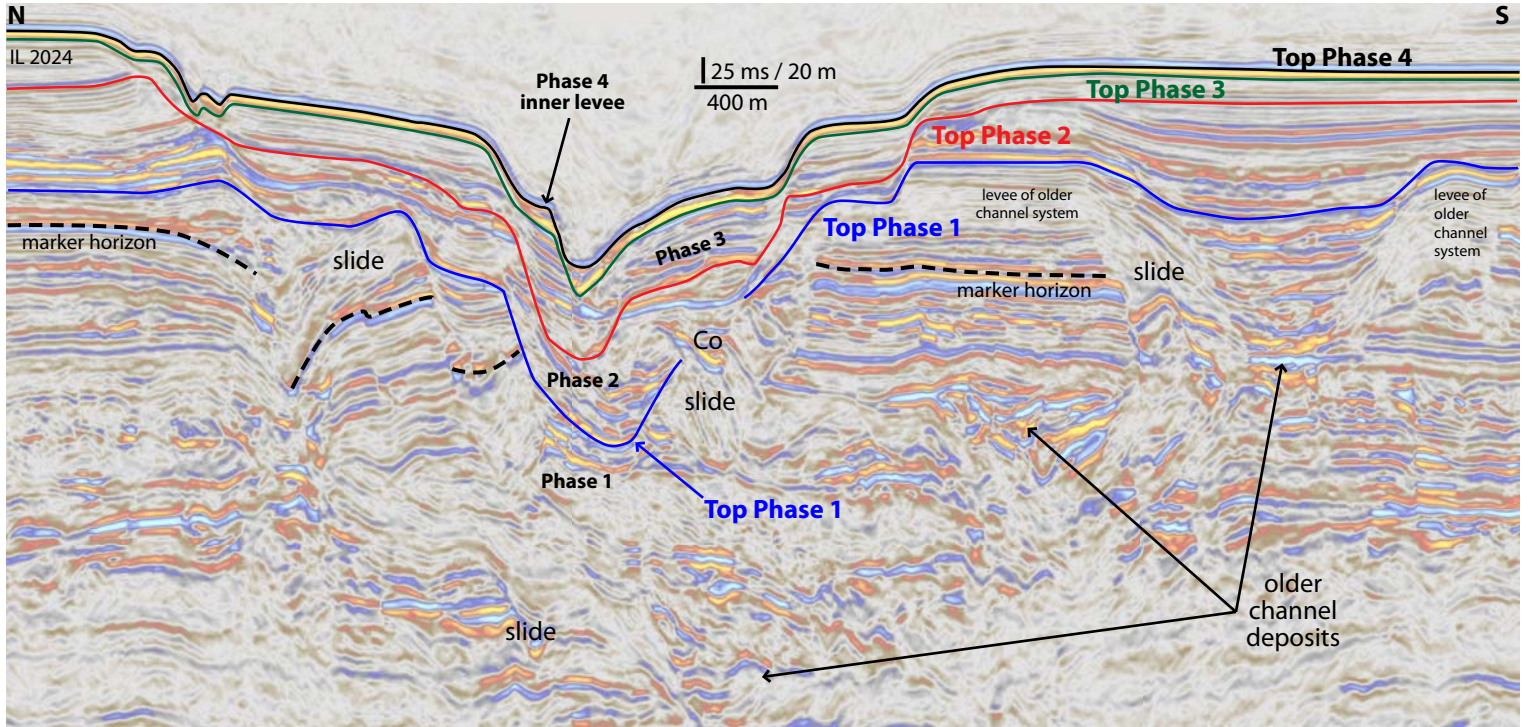 N
S
IL 2024
Phase 4
inner levee
25 ms / 20 m
400 m
Top Phase 4
Top Phase 3
Top Phase 2
levee of older
channel system
levee of
older
channel
system
Top Phase 1
marker horizon
slide
Phase 3
slide
marker horizon
Co
Phase 2
slide
Phase 1
Top Phase 1
older
channel
deposits
slide